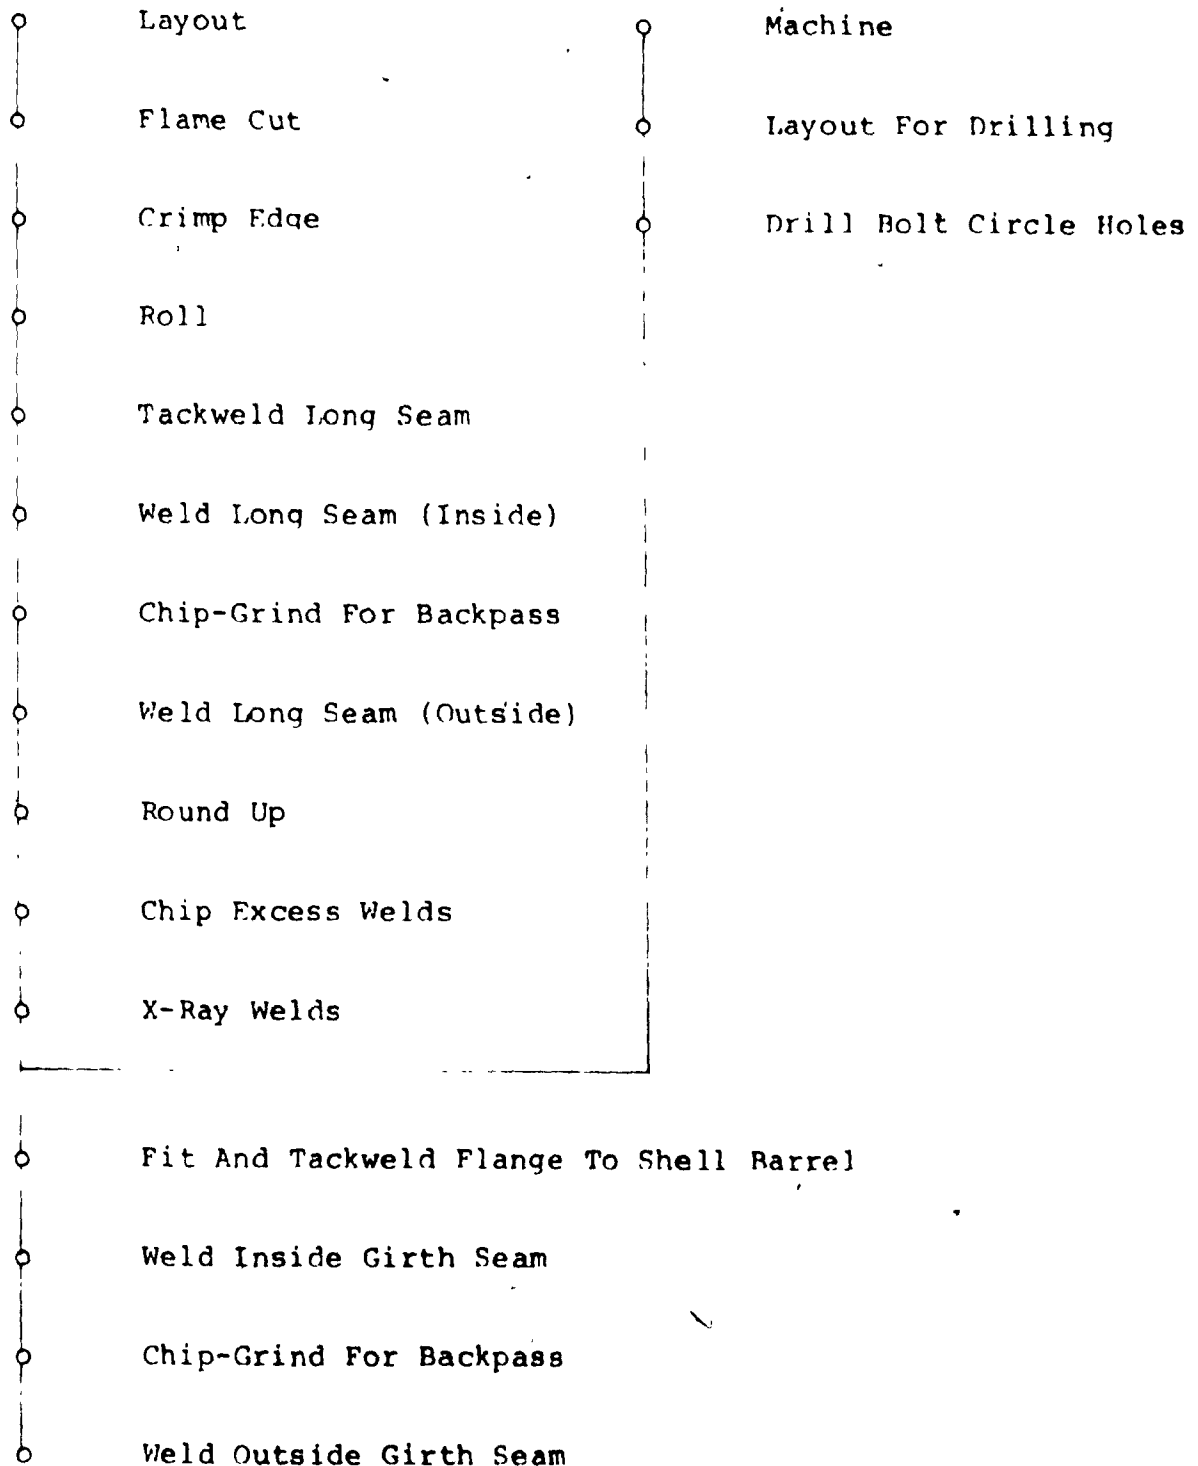 Layout
Flame Cut
Crimp Edge
Roll
Tackweld Long Seam
Weld Long Seam (Inside)
Chip-Grind For Backpass
Weld Long Seam (Outside)
Round Up
Chip Excess Welds
X-Ray Welds
Machine
Layout For Drilling
Drill Bolt Circle Holes
Fit And Tackweld Flange To Shell Barrel
Weld Inside Girth Seam
Chip-Grind For Backpass
Weld Outside Girth Seam